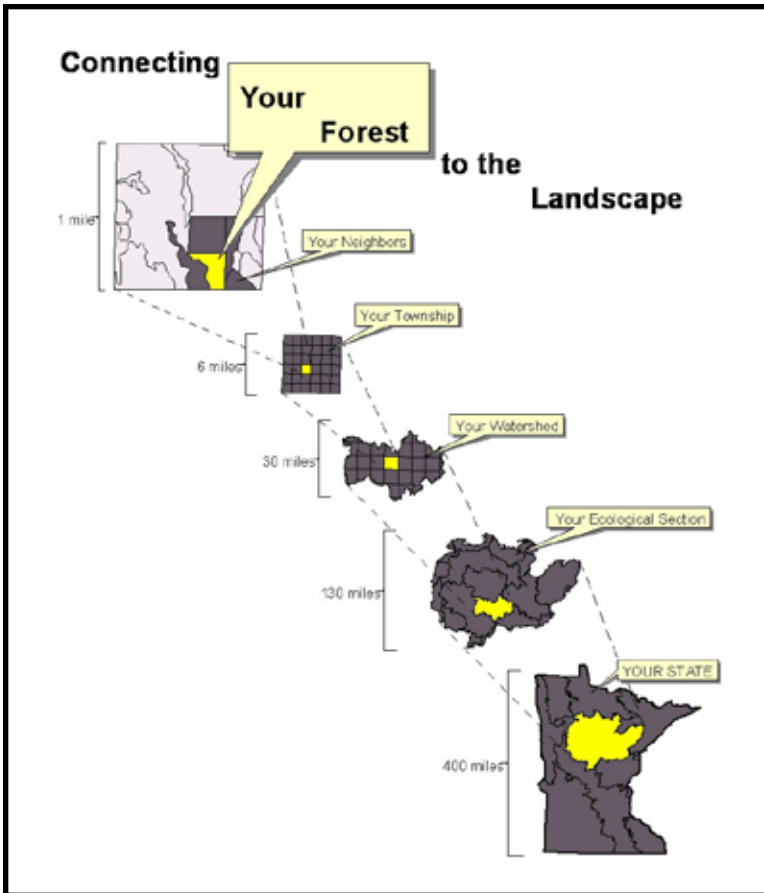 Connecting
Your
Forest
to the
Landscape
1 mile
Your Neighbors
Your Township
6 miles
Your Watershed
30 miles
Your Ecological Section
130 miles
YOUR STATE
400 miles